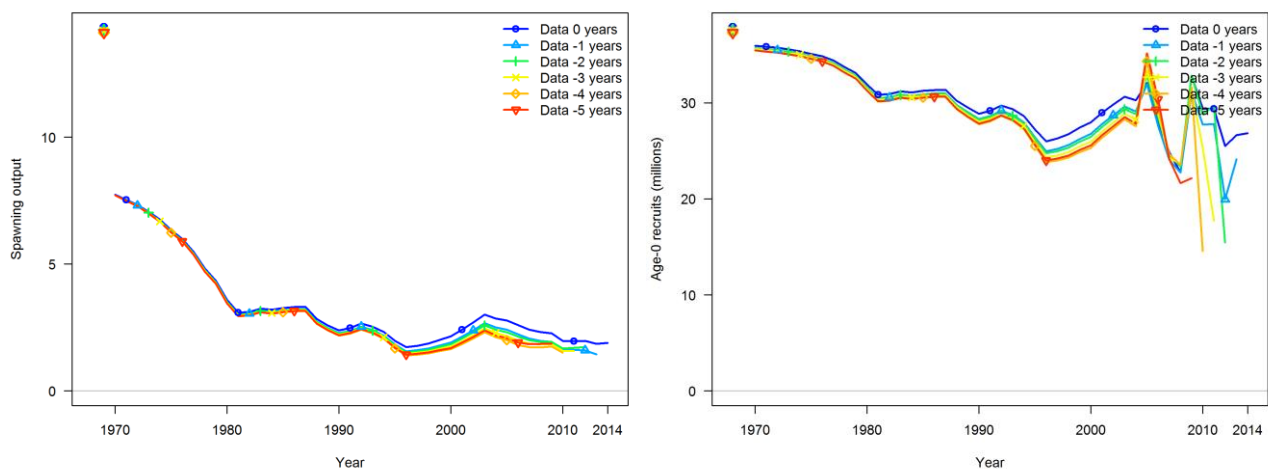 Data 0 years
Data -1 years
Data -2 years
Data -3 years
Data -4 years
Data -5 years
Spawning output
10
5
0
1970
1980
1990
2000
2010
2014
Year
Data 0 years
Data -1 years
Data -2 years
Data -3 years
Data -4 years
Data -5 years
Age-0 recruits (millions)
30
20
10
0
1970
1980
1990
2000
2010
2014
Year